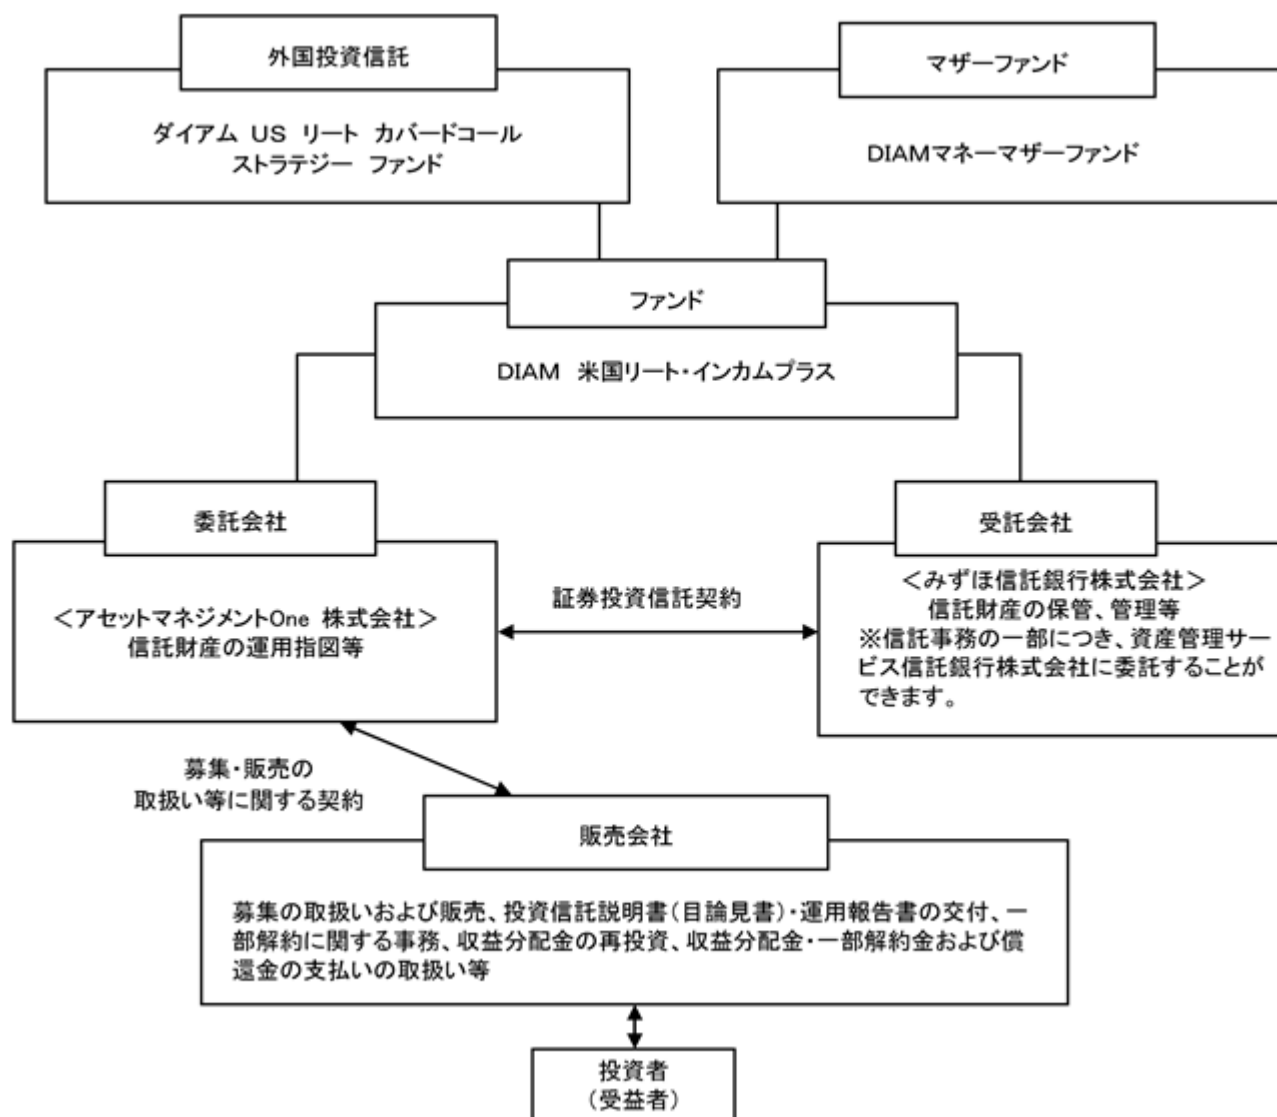 外国投資信託
ダイアム US リート カバードコール
ストラテジー ファンド
マザーファンド
DIAMマネーマザーファンド
ファンド
DIAM 米国リート・インカムプラス
委託会社
＜アセットマネジメントOne 株式会社＞
信託財産の運用指図等
証券投資信託契約
受託会社
＜みずほ信託銀行株式会社＞
信託財産の保管、管理等
※信託事務の一部につき、資産管理サー
ビス信託銀行株式会社に委託することが
できます。
募集・販売の
取扱い等に関する契約
販売会社
募集の取扱いおよび販売、投資信託説明書（目論見書）・運用報告書の交付、一
部解約に関する事務、収益分配金の再投資、収益分配金・一部解約金および償
還金の支払いの取扱い等
投資者
（受益者）